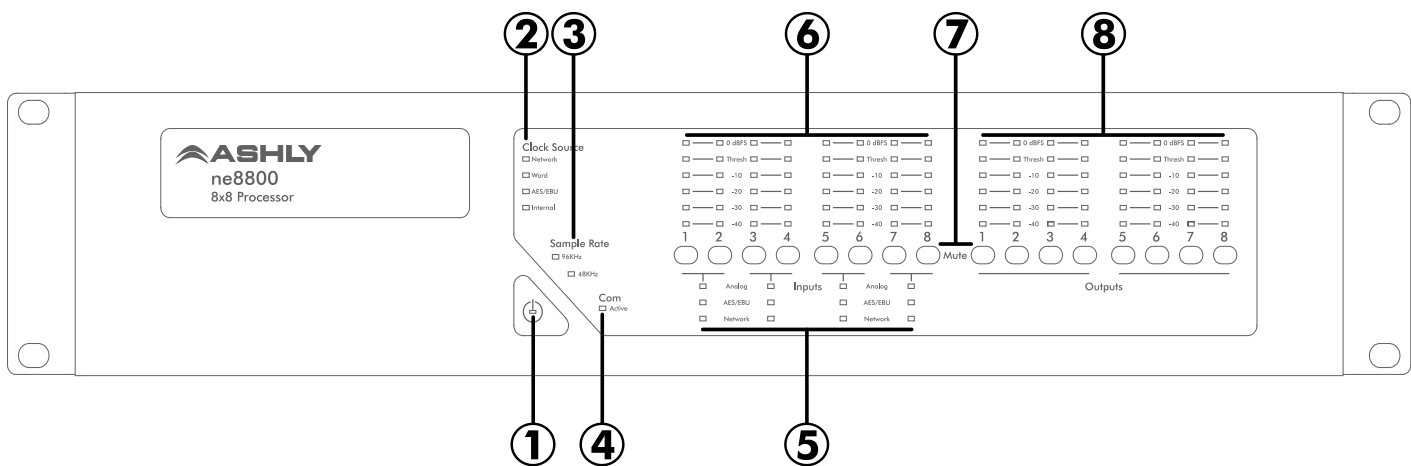 2 3 6 7 8
ASHLY
ne8800
8x8 Processor
Clock Source
Network
Word
AES/EBU
Internal
Sample Rate
96KHz
48KHz
Com
Active
0 dBFS 0 dBFS 0 dBFS 0 dBFS
Thresh Thresh Thresh Thresh
-10 -10 -10 -10
-20 -20 -20 -20
-30 -30 -30 -30
-40 -40 -40 -40
1 2 3 4 5 6 7 8 Mute 1 2 3 4 5 6 7 8
Analog Inputs Analog Outputs
AES/EBU AES/EBU
Network Network
1 4 5